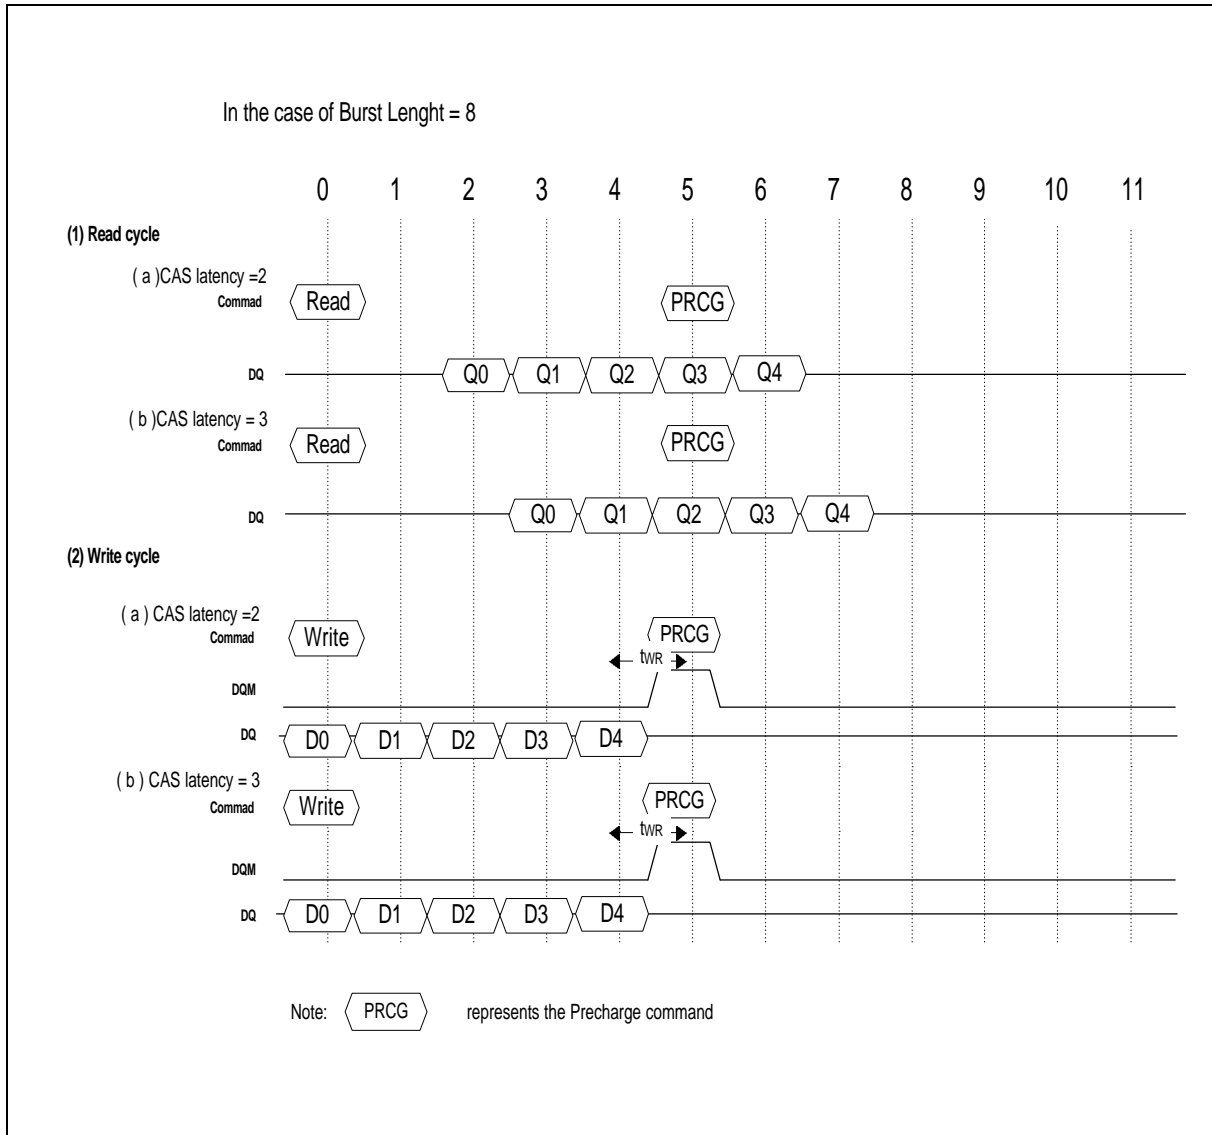 In the case of Burst Lenght = 8
0 1 2 3 4 5 6 7 8 9 10 11
(1) Read cycle
( a )CAS latency =2
Commad Read PRCG
DQ Q0 Q1 Q2 Q3 Q4
( b )CAS latency = 3
Commad Read PRCG
DQ Q0 Q1 Q2 Q3 Q4
(2) Write cycle
( a ) CAS latency =2
Commad Write PRCG
tWR
DQM
DQ D0 D1 D2 D3 D4
( b ) CAS latency = 3
Commad Write PRCG
tWR
DQM
DQ D0 D1 D2 D3 D4
Note: PRCG represents the Precharge command